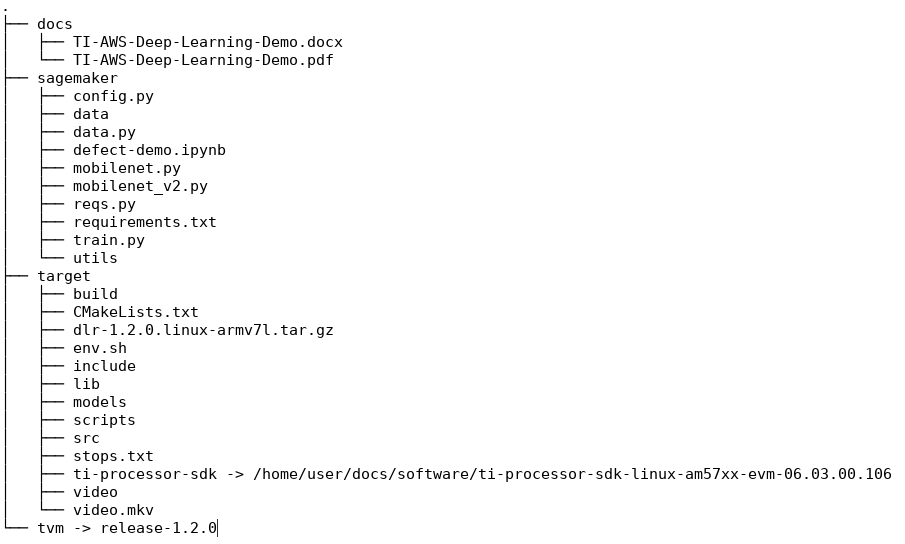 .
├── docs
│   ├── TI-AWS-Deep-Learning-Demo.docx
│   └── TI-AWS-Deep-Learning-Demo.pdf
├── sagemaker
│   ├── config.py
│   ├── data
│   ├── data.py
│   ├── defect-demo.ipynb
│   ├── mobilenet.py
│   ├── mobilenet_v2.py
│   ├── reqs.py
│   ├── requirements.txt
│   ├── train.py
│   └── utils
├── target
│   ├── build
│   ├── CMakeLists.txt
│   ├── dlr-1.2.0.linux-armv7l.tar.gz
│   ├── env.sh
│   ├── include
│   ├── lib
│   ├── models
│   ├── scripts
│   ├── src
│   ├── stops.txt
│   ├── ti-processor-sdk -> /home/user/docs/software/ti-processor-sdk-linux-am57xx-evm-06.03.00.106
│   ├── video
│   └── video.mkv
└── tvm -> release-1.2.0